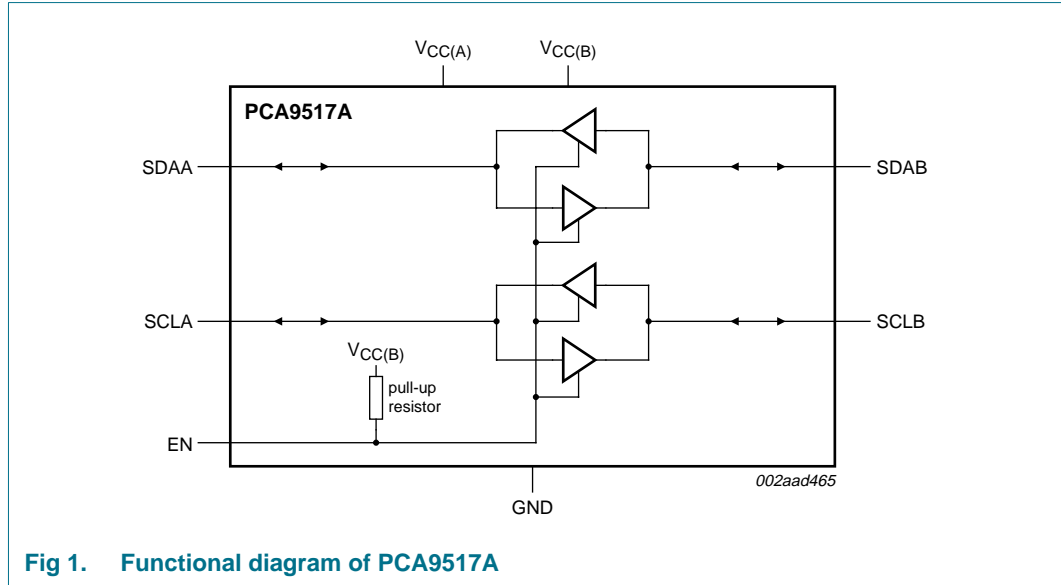 VCC(A)
VCC(B)
PCA9517A
SDAA
SDAB
SCLA
SCLB
VCC(B)
pull-up
resistor
EN
002aad465
GND
Fig 1. Functional diagram of PCA9517A